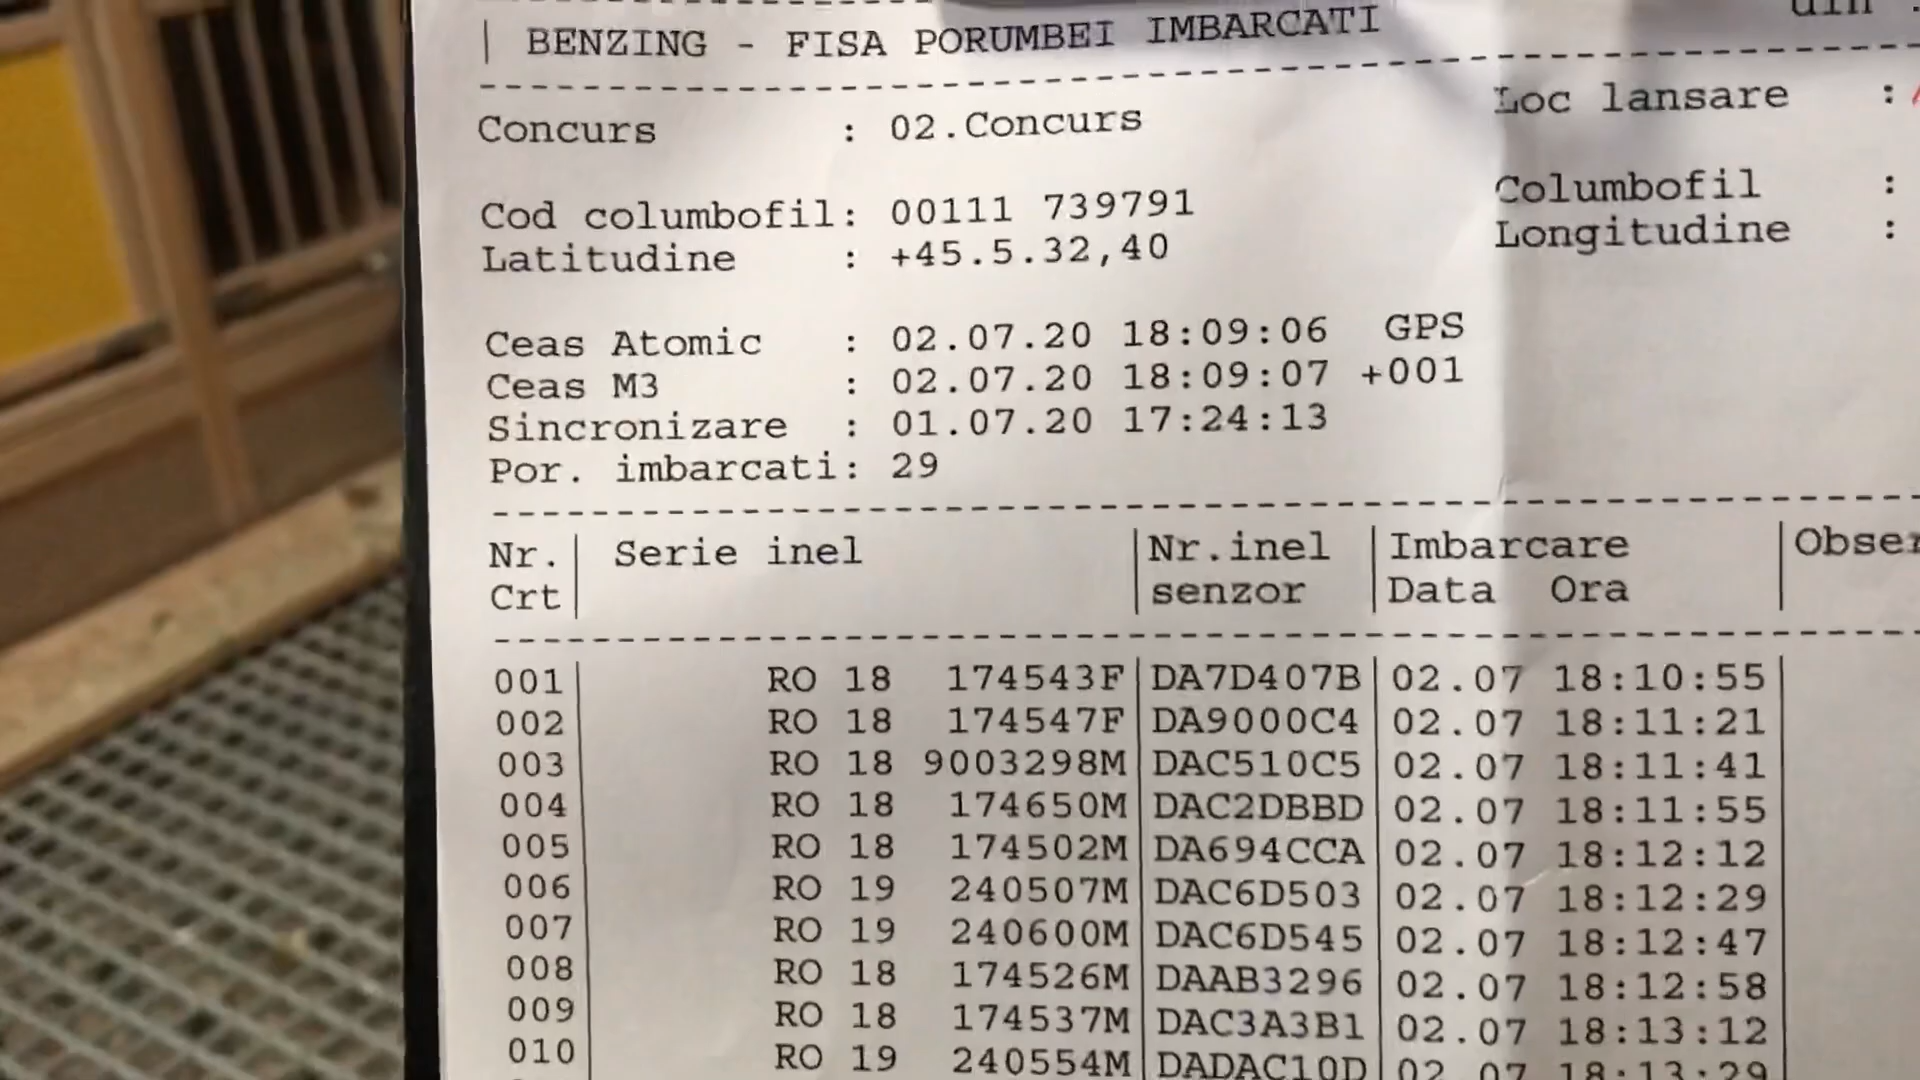 | BENZING - FISA PORUMBEI IMBARCATI din
Concurs : 02.Concurs Loc lansare :
Cod columbofil: 00111 739791 Columbofil :
Latitudine : +45.5.32,40 Longitudine :
Ceas Atomic : 02.07.20 18:09:06 GPS
Ceas M3 : 02.07.20 18:09:07 +001
Sincronizare : 01.07.20 17:24:13
Por. imbarcati: 29
Nr. | Serie inel | Nr.inel | Imbarcare | Obser
Crt | | senzor | Data Ora |
001 | RO 18 174543F | DA7D407B | 02.07 18:10:55 |
002 | RO 18 174547F | DA9000C4 | 02.07 18:11:21 |
003 | RO 18 9003298M | DAC510C5 | 02.07 18:11:41 |
004 | RO 18 174650M | DAC2DBBD | 02.07 18:11:55 |
005 | RO 18 174502M | DA694CCA | 02.07 18:12:12 |
006 | RO 19 240507M | DAC6D503 | 02.07 18:12:29 |
007 | RO 19 240600M | DAC6D545 | 02.07 18:12:47 |
008 | RO 18 174526M | DAAB3296 | 02.07 18:12:58 |
009 | RO 18 174537M | DAC3A3B1 | 02.07 18:13:12 |
010 | RO 19 240554M | DADAC10D | 02.07 18:13:29 |